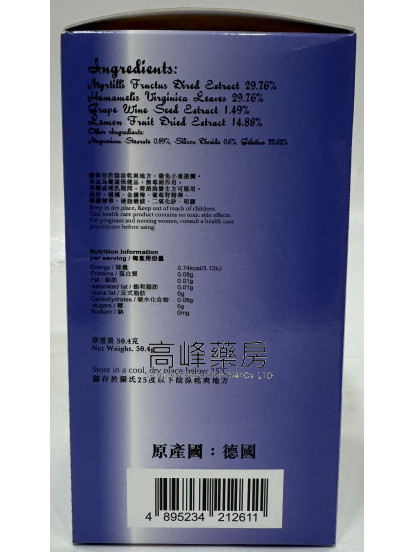 Ingredients:
Myrtilli Fructus Dired Extract 29.76%
Hamamelis Virginica Leaves 29.76%
Grape Wine Seed Extract 1.49%
Lemon Fruit Dried Extract 14.88%
Other Ingredients:
Magnesium Stearate 0.89%, Silicon Dioxide 0.6%, Gelatine 22.62%
Keep in dry place, Keep out of reach of children.
This health care product contains no toxic side effects.
For pregnant and nursing women, consult a health care
practitioner before using.
Nutrition Information
per serving / 每食用份量
Energy / 能量 0.74kcal/3.12kJ
Proteins / 蛋白質 0.08g
Fat / 脂肪 0.01g
saturated fat / 飽和脂肪 0.01g
trans fat / 反式脂肪 0g
Carbohydrates / 碳水化合物 0.08g
sugars / 糖 0g
Sodium / 鈉 0mg
淨重量 50.4克
Net Weight. 50.4
高峰藥房
Store in a cool, dry place below 25°C
儲存於攝氏25度以下陰涼乾爽地方
原產國：德國
4 895234 212611